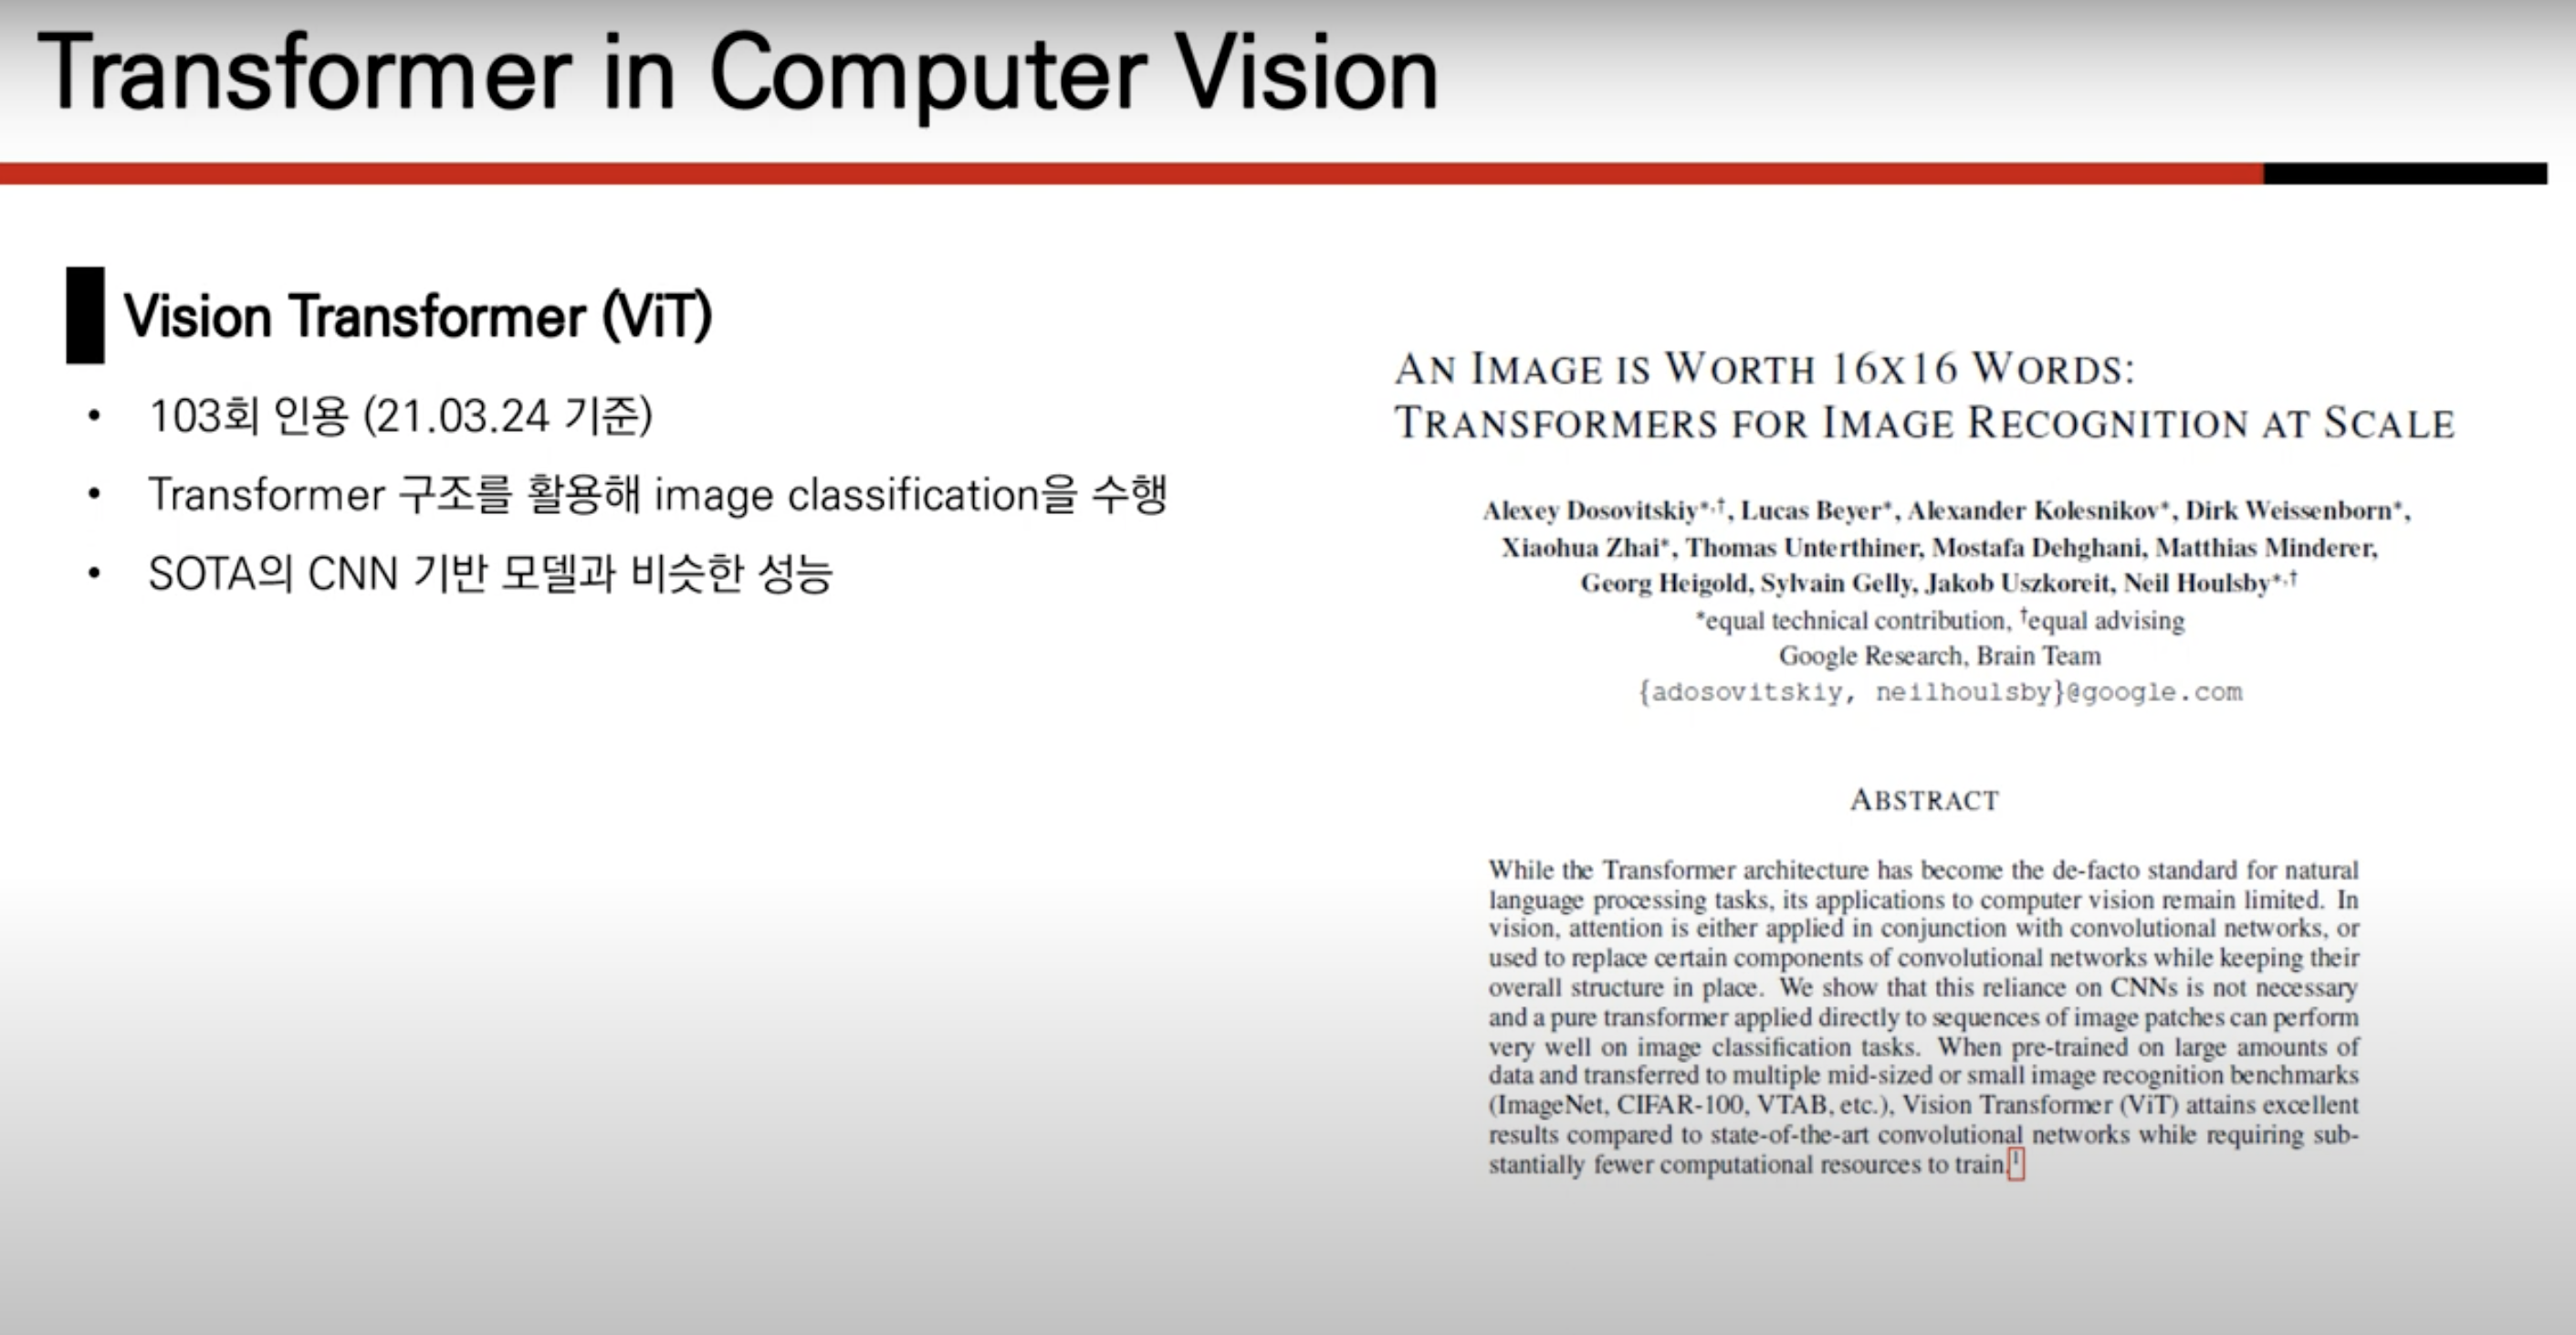 Transformer in Computer Vision
Vision Transformer (ViT)
• 103회 인용 (21.03.24 기준)
• Transformer 구조를 활용해 image classification을 수행
• SOTA의 CNN 기반 모델과 비슷한 성능
AN IMAGE IS WORTH 16X16 WORDS:
TRANSFORMERS FOR IMAGE RECOGNITION AT SCALE
Alexey Dosovitskiy*,†, Lucas Beyer*, Alexander Kolesnikov*, Dirk Weissenborn*,
Xiaohua Zhai*, Thomas Unterthiner, Mostafa Dehghani, Matthias Minderer,
Georg Heigold, Sylvain Gelly, Jakob Uszkoreit, Neil Houlsby*,†
*equal technical contribution, †equal advising
Google Research, Brain Team
{adosovitskiy, neilhoulsby}@google.com
ABSTRACT
While the Transformer architecture has become the de-facto standard for natural
language processing tasks, its applications to computer vision remain limited. In
vision, attention is either applied in conjunction with convolutional networks, or
used to replace certain components of convolutional networks while keeping their
overall structure in place. We show that this reliance on CNNs is not necessary
and a pure transformer applied directly to sequences of image patches can perform
very well on image classification tasks. When pre-trained on large amounts of
data and transferred to multiple mid-sized or small image recognition benchmarks
(ImageNet, CIFAR-100, VTAB, etc.), Vision Transformer (ViT) attains excellent
results compared to state-of-the-art convolutional networks while requiring sub-
stantially fewer computational resources to train.1